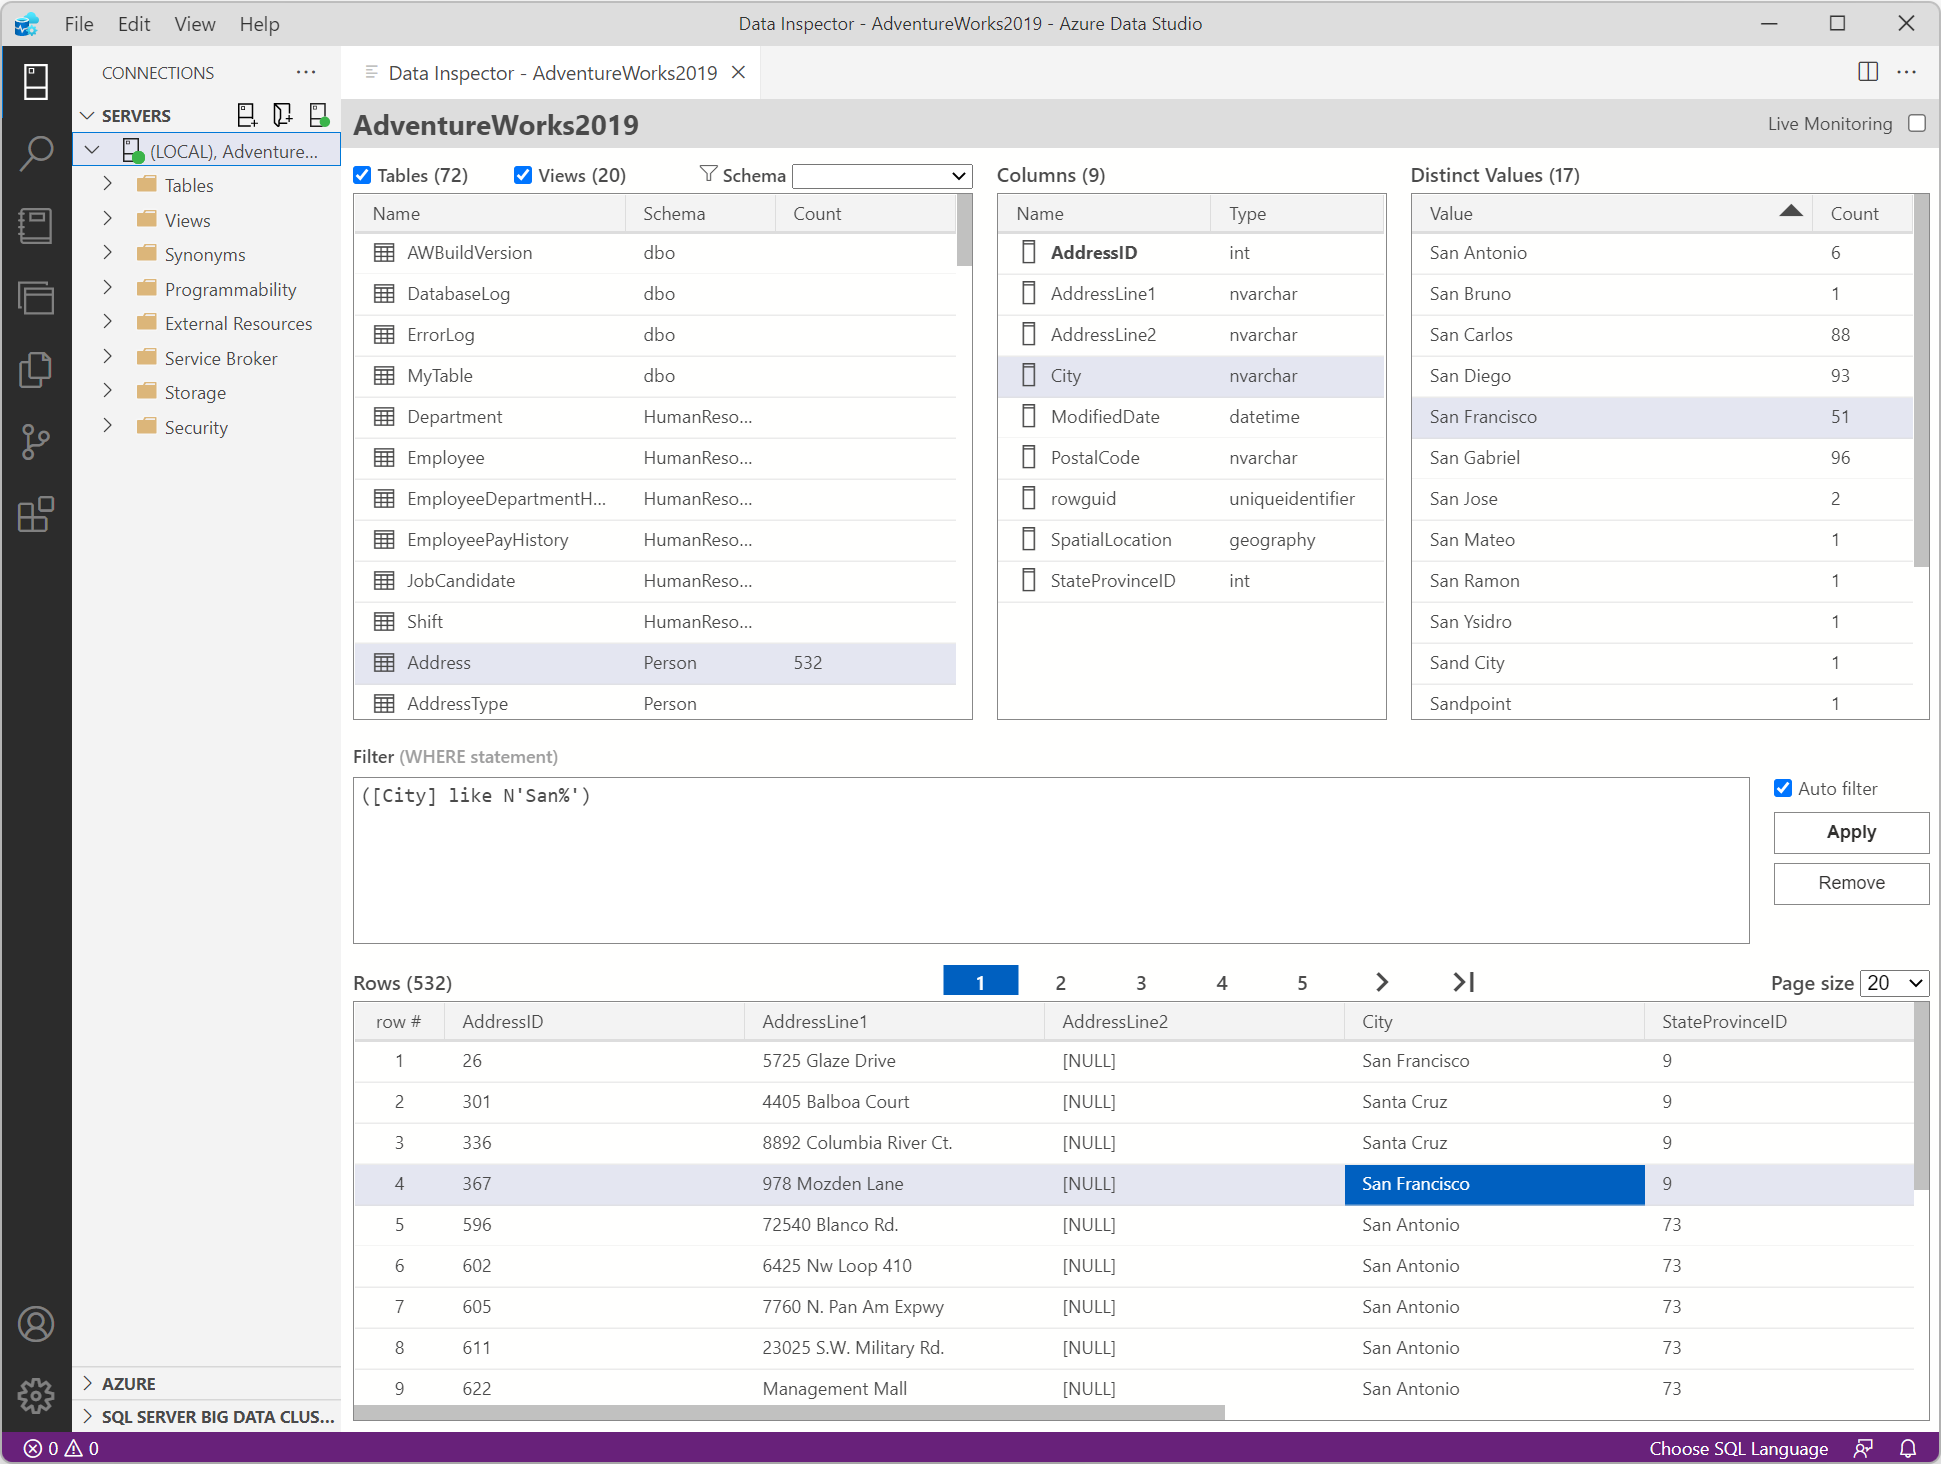 File Edit View Help
Data Inspector - AdventureWorks2019 - Azure Data Studio
CONNECTIONS
SERVERS
(LOCAL), Adventure...
Tables
Views
Synonyms
Programmability
External Resources
Service Broker
Storage
Security
AZURE
SQL SERVER BIG DATA CLUS...
Data Inspector - AdventureWorks2019
AdventureWorks2019
Live Monitoring
Tables (72) Views (20) Schema
Name Schema Count
AWBuildVersion dbo
DatabaseLog dbo
ErrorLog dbo
MyTable dbo
Department HumanReso...
Employee HumanReso...
EmployeeDepartmentH... HumanReso...
EmployeePayHistory HumanReso...
JobCandidate HumanReso...
Shift HumanReso...
Address Person 532
AddressType Person
Columns (9)
Name Type
AddressID int
AddressLine1 nvarchar
AddressLine2 nvarchar
City nvarchar
ModifiedDate datetime
PostalCode nvarchar
rowguid uniqueidentifier
SpatialLocation geography
StateProvinceID int
Distinct Values (17)
Value Count
San Antonio 6
San Bruno 1
San Carlos 88
San Diego 93
San Francisco 51
San Gabriel 96
San Jose 2
San Mateo 1
San Ramon 1
San Ysidro 1
Sand City 1
Sandpoint 1
Filter (WHERE statement)
([City] like N'San%')
Auto filter
Apply
Remove
Rows (532) 1 2 3 4 5 Page size 20
row # AddressID AddressLine1 AddressLine2 City StateProvinceID
1 26 5725 Glaze Drive [NULL] San Francisco 9
2 301 4405 Balboa Court [NULL] Santa Cruz 9
3 336 8892 Columbia River Ct. [NULL] Santa Cruz 9
4 367 978 Mozden Lane [NULL] San Francisco 9
5 596 72540 Blanco Rd. [NULL] San Antonio 73
6 602 6425 Nw Loop 410 [NULL] San Antonio 73
7 605 7760 N. Pan Am Expwy [NULL] San Antonio 73
8 611 23025 S.W. Military Rd. [NULL] San Antonio 73
9 622 Management Mall [NULL] San Antonio 73
0 0
Choose SQL Language